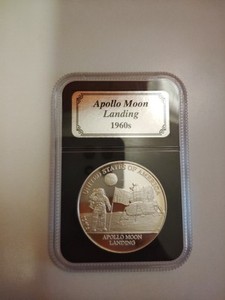 Apollo Moon
Landing
1960s
UNITED STATES OF AMERICA
APOLLO MOON
LANDING